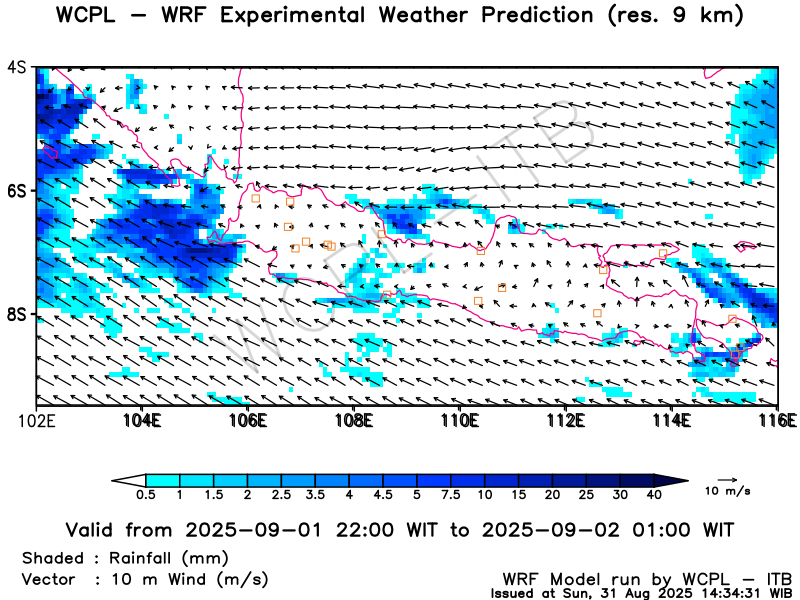 WCPL – WRF Experimental Weather Prediction (res. 9 km)
4S
6S
8S
WCPL-ITB
102E 104E 106E 108E 110E 112E 114E 116E
0.5 1 1.5 2 2.5 3.5 4 4.5 5 7.5 10 15 20 25 30 40
10 m/s
Valid from 2025–09–01 22:00 WIT to 2025–09–02 01:00 WIT
Shaded : Rainfall (mm)
Vector : 10 m Wind (m/s)
WRF Model run by WCPL – ITB
Issued at Sun, 31 Aug 2025 14:34:31 WIB